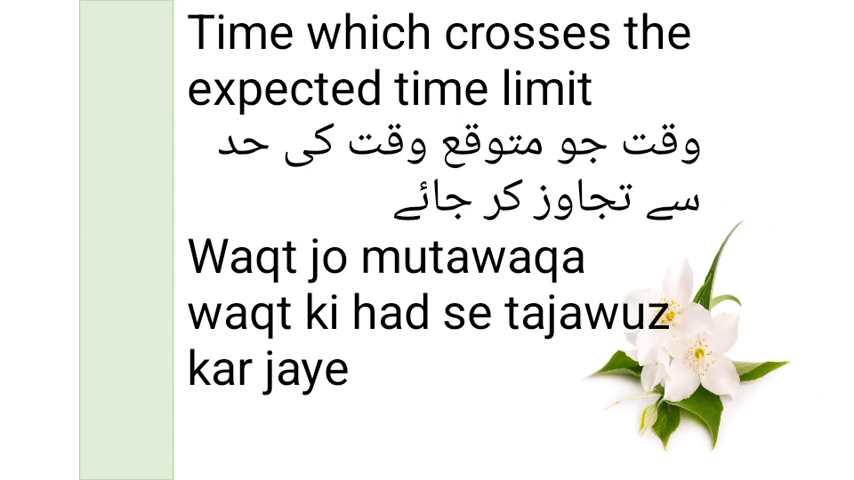 Time which crosses the
expected time limit
وقت جو متوقع وقت کی حد
سے تجاوز کر جائے
Waqt jo mutawaqa
waqt ki had se tajawuz
kar jaye